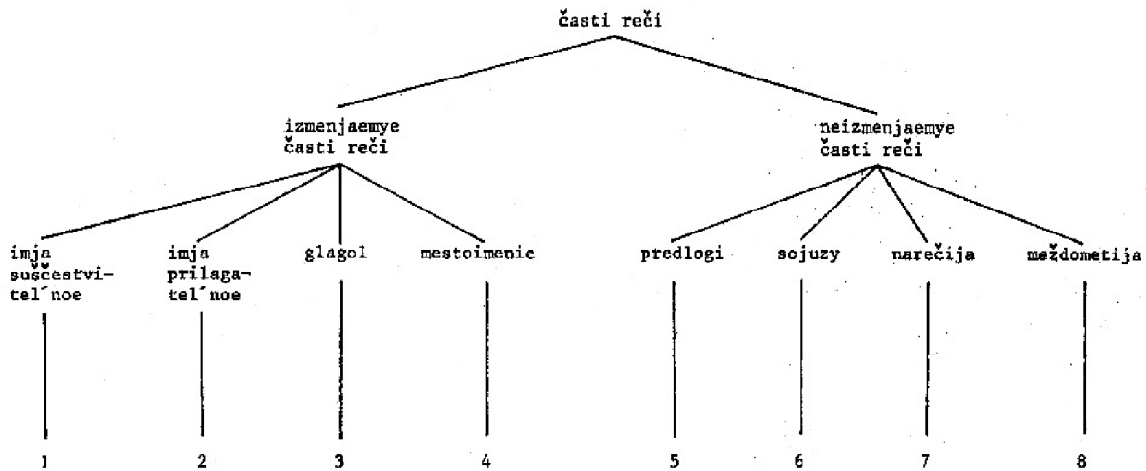 časti reči
izmenjaemye
časti reči
neizmenjaemye
časti reči
imja
suščestvi-
tel´noe
imja
prilaga-
tel´noe
glagol
mestoimenie
predlogi
sojuzy
narečija
meždometija
1
2
3
4
5
6
7
8